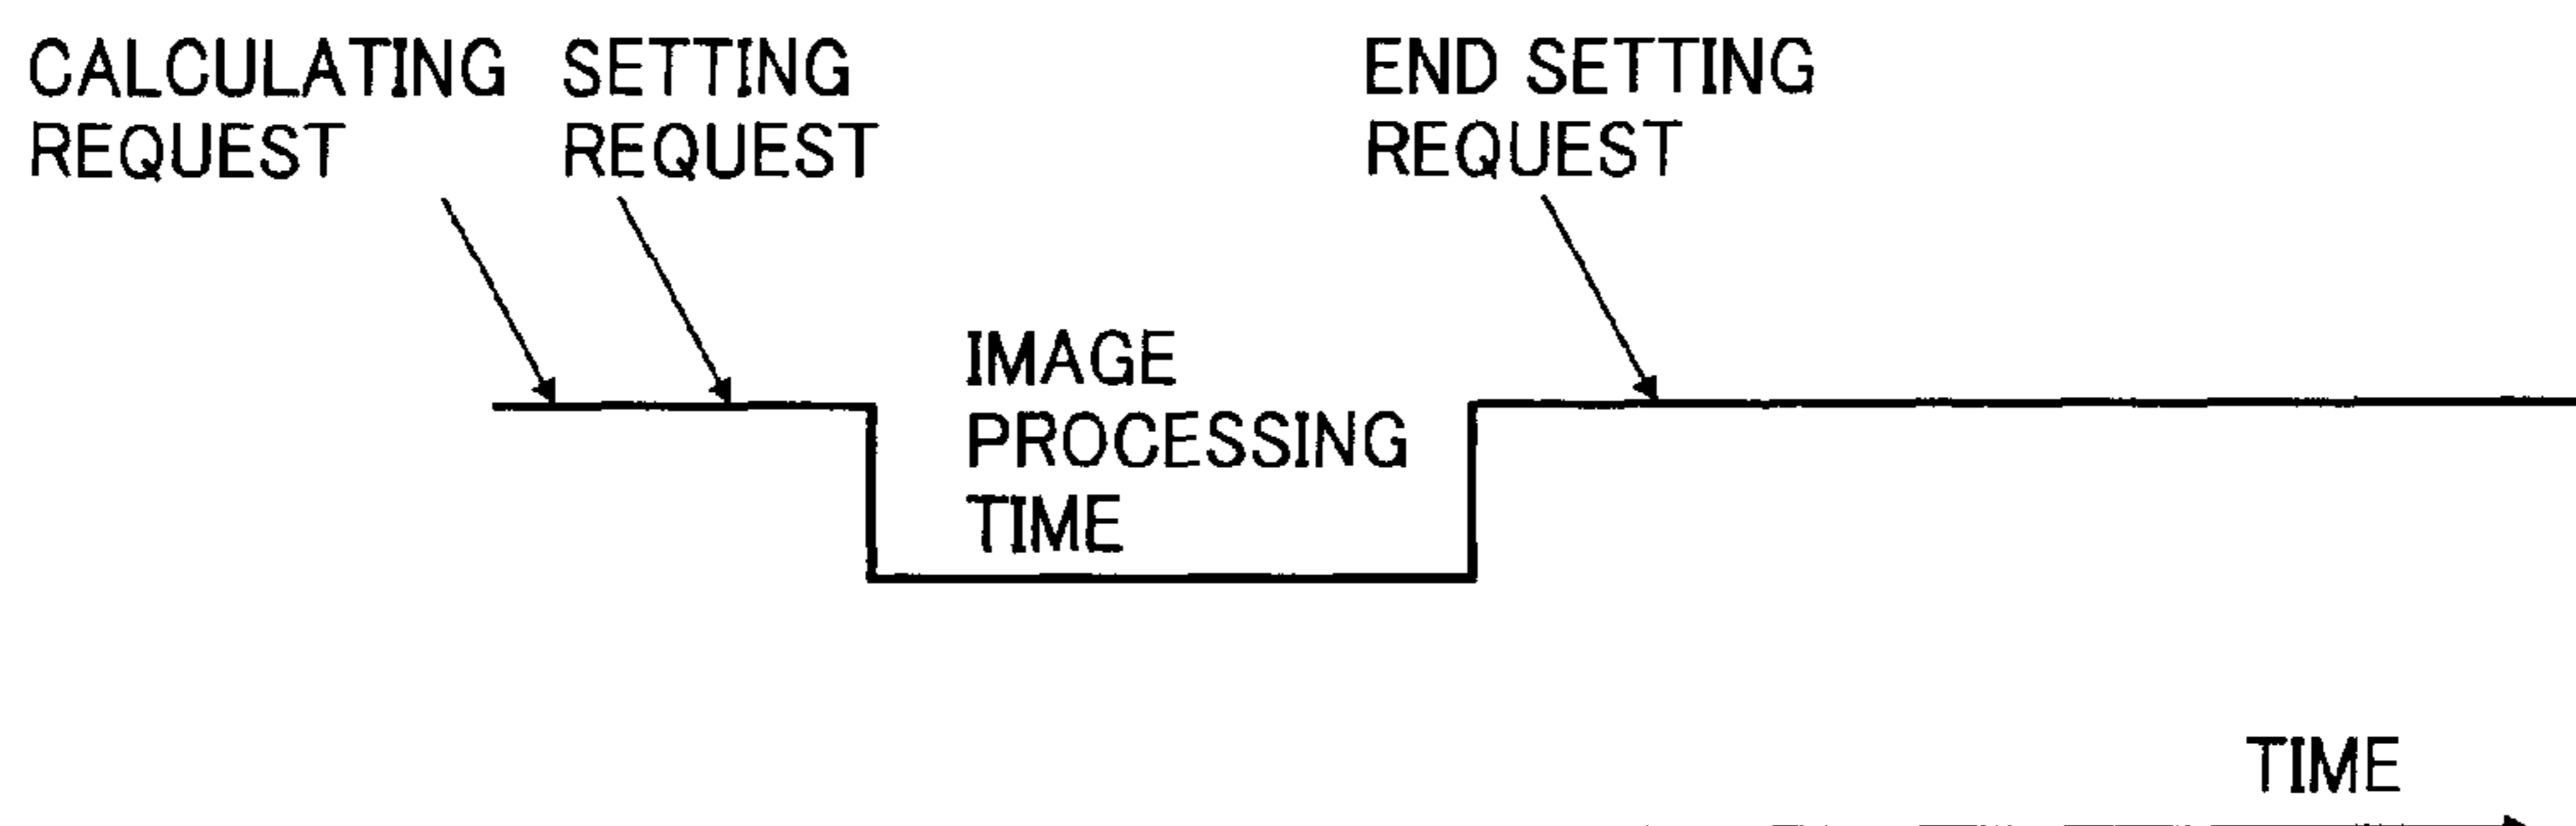 CALCULATING
REQUEST
SETTING
REQUEST
END SETTING
REQUEST
IMAGE
PROCESSING
TIME
TIME